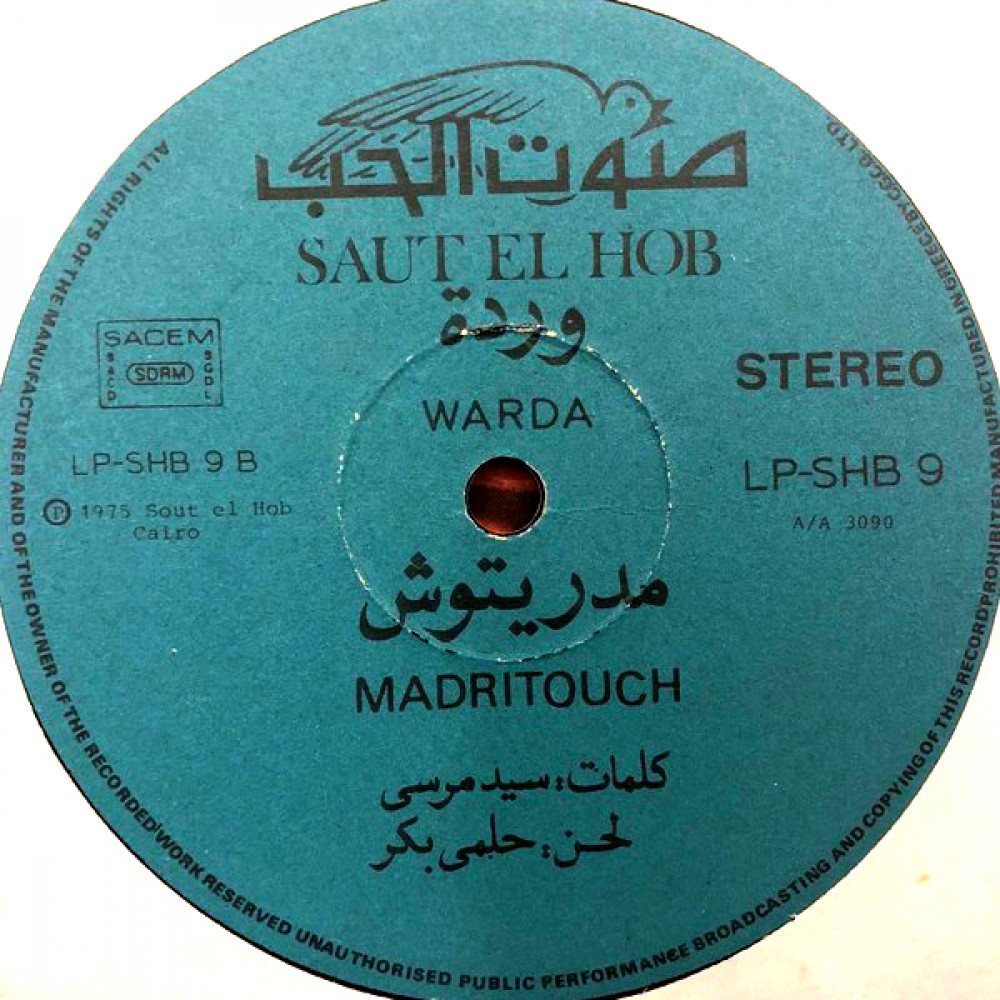 صوت الحب
SAUT EL HOB
وردة
WARDA
SACEM
SACD
SDRM
SGDL
STEREO
LP-SHB 9 B
LP-SHB 9
Ⓟ 1975 Sout el Hob
Cairo
A/A 3090
مدريتوش
MADRITOUCH
كلمات: سيد مرسى
لحن: حلمى بكر
ALL RIGHTS OF THE MANUFACTURER AND OF THE OWNER OF THE RECORDED WORK RESERVED UNAUTHORISED PUBLIC PERFORMANCE BROADCASTING AND COPYING OF THIS RECORD PROHIBITED MANUFACTURED IN GREECE BY CGC CO. LTD